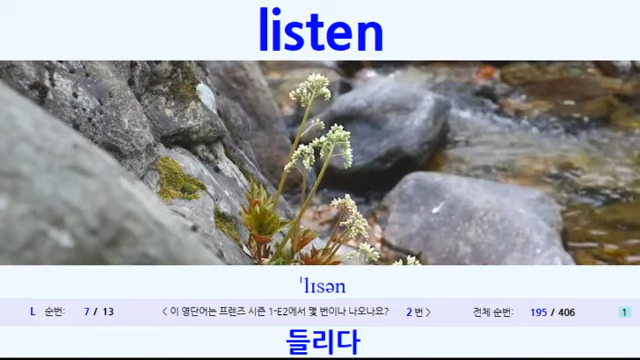 listen
ˈlɪsən
L 순번: 7 / 13 < 이 영단어는 프렌즈 시즌 1-E2에서 몇 번이나 나오나요? 2 번 > 전체 순번: 195 / 406 1
들리다